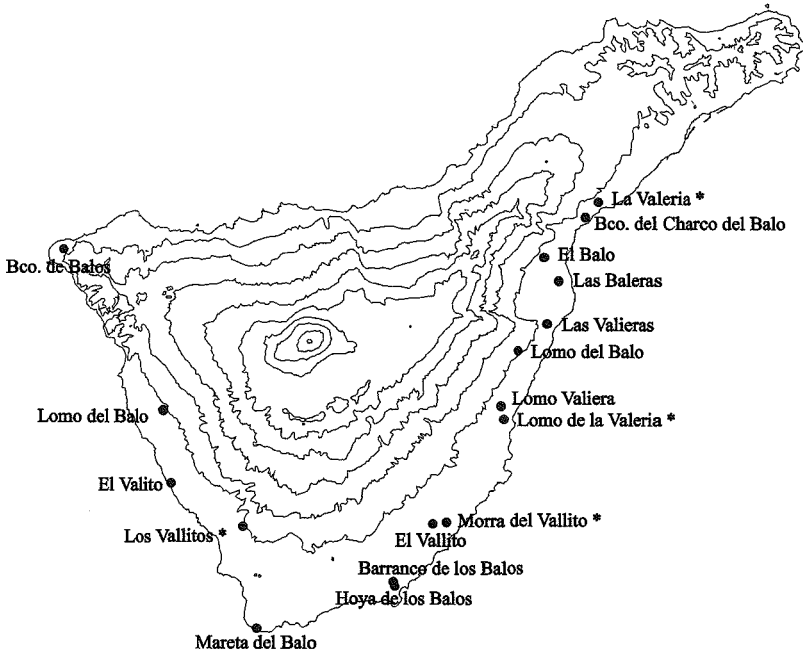 La Valeria *
Bco. del Charco del Balo
Bco. de Balos
El Balo
Las Baleras
Las Valieras
Lomo del Balo
Lomo Valiera
Lomo del Balo
Lomo de la Valeria *
El Valito
Morra del Vallito *
Los Vallitos *
El Vallito
Barranco de los Balos
Hoya de los Balos
Mareta del Balo